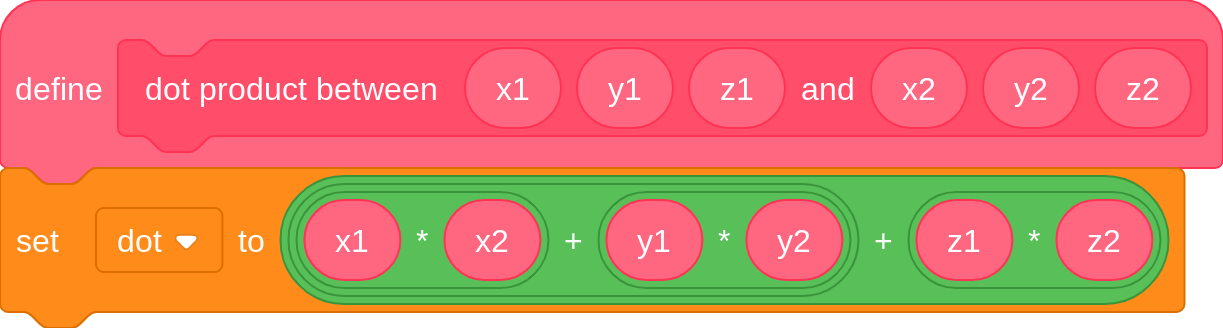 define dot product between x1 y1 z1 and x2 y2 z2
set dot to x1 * x2 + y1 * y2 + z1 * z2